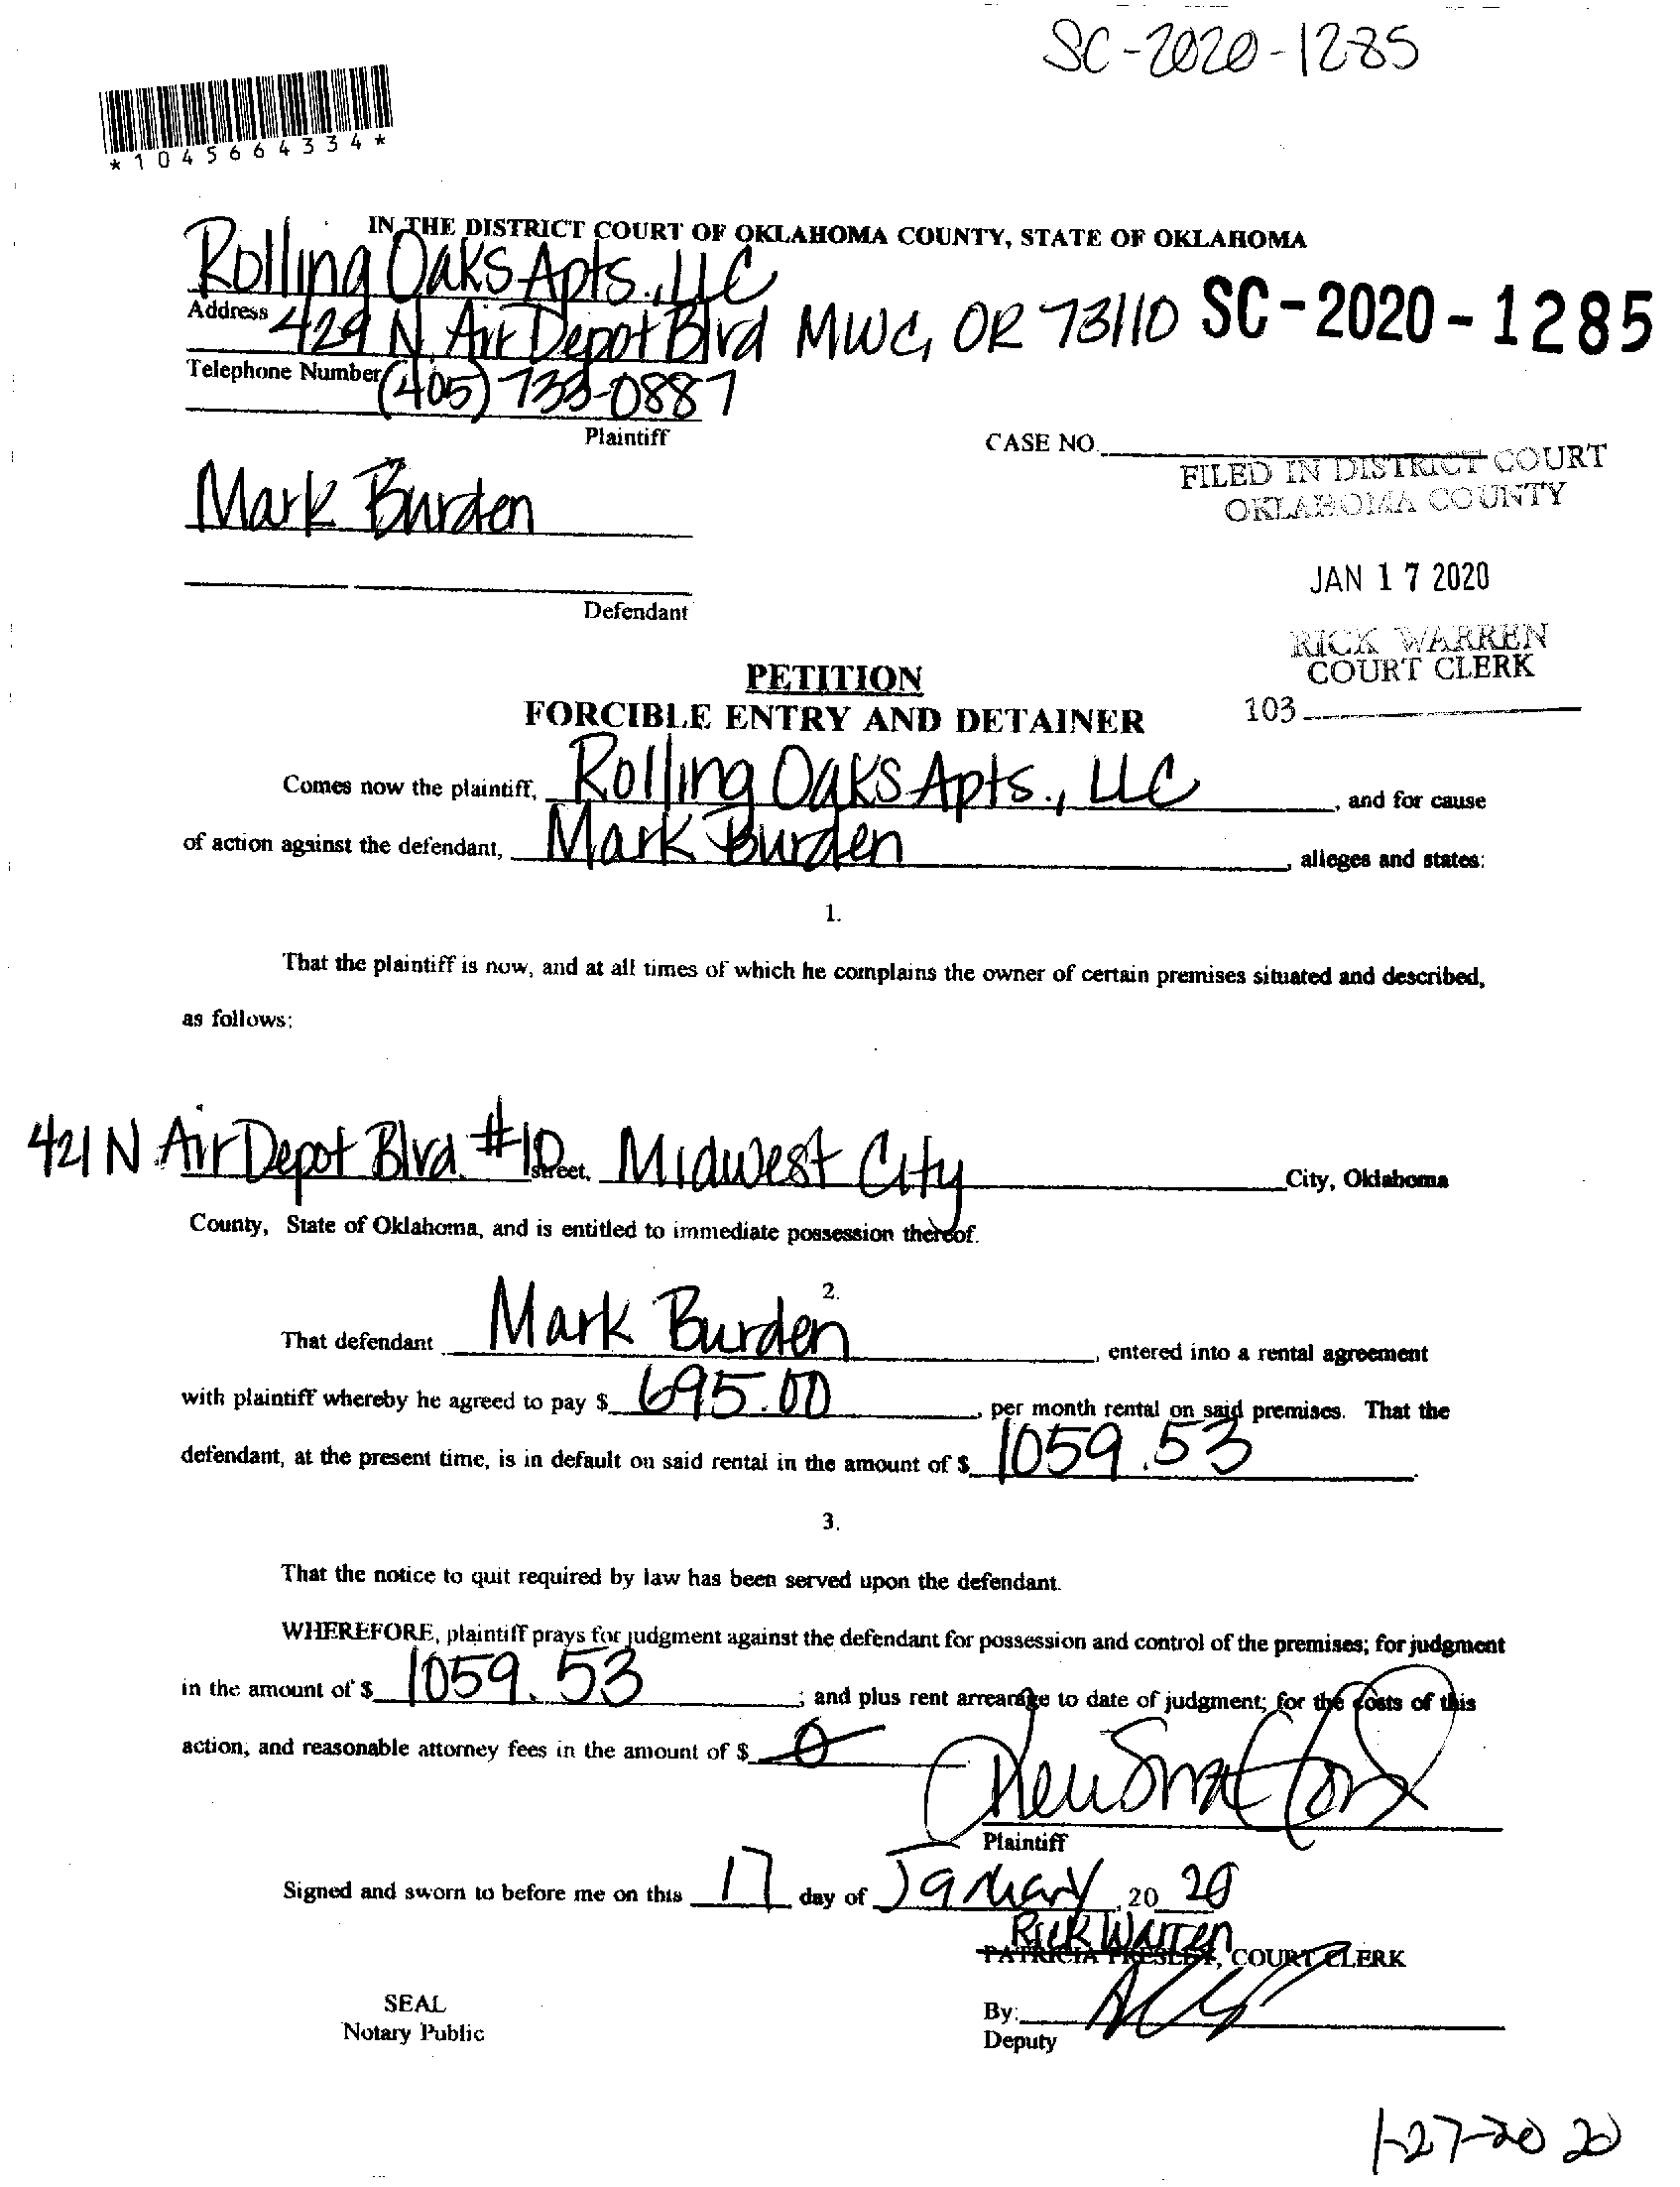 SC-2020-1285
*1045664334*
IN THE DISTRICT COURT OF OKLAHOMA COUNTY, STATE OF OKLAHOMA
Rolling Oaks Apts., LLC
Address 429 N. Air Depot Blvd MWC, OK 73110 SC-2020-1285
Telephone Number (405) 733-0887
Plaintiff
CASE NO.
FILED IN DISTRICT COURT
OKLAHOMA COUNTY
Mark Burden
JAN 17 2020
Defendant
RICK WARREN
COURT CLERK
103
PETITION
FORCIBLE ENTRY AND DETAINER
Comes now the plaintiff, Rolling Oaks Apts., LLC, and for cause
of action against the defendant, Mark Burden, alleges and states:
1.
That the plaintiff is now, and at all times of which he complains the owner of certain premises situated and described,
as follows:
421 N Air Depot Blvd. #10 Street, Midwest City City, Oklahoma
County, State of Oklahoma, and is entitled to immediate possession thereof.
2.
That defendant Mark Burden, entered into a rental agreement
with plaintiff whereby he agreed to pay $ 695.00, per month rental on said premises. That the
defendant, at the present time, is in default on said rental in the amount of $ 1059.53
3.
That the notice to quit required by law has been served upon the defendant.
WHEREFORE, plaintiff prays for judgment against the defendant for possession and control of the premises; for judgment
in the amount of $ 1059.53; and plus rent arrearage to date of judgment; for the costs of this
action; and reasonable attorney fees in the amount of $ 0
Plaintiff
Signed and sworn to before me on this 17 day of January, 20 20
Rick Warren
PATRICIA PRESLEY, COURT CLERK
SEAL
Notary Public
By:
Deputy
1-27-2020